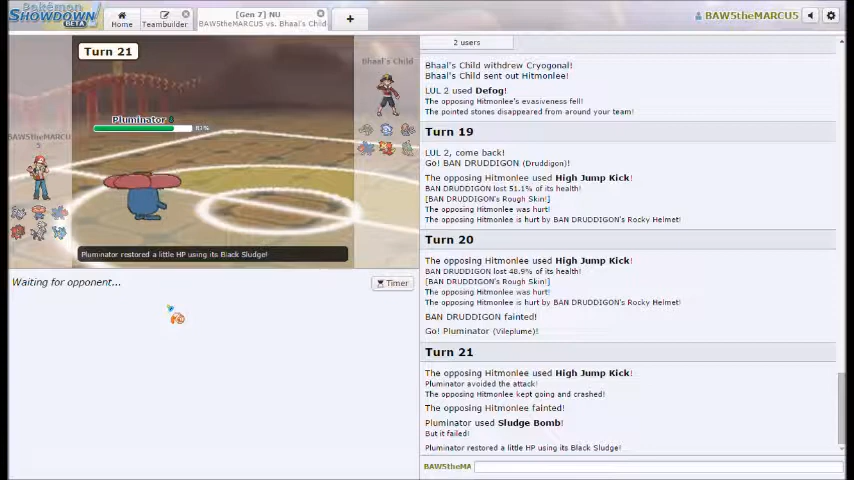 Pokémon
SHOWDOWN
BETA
Home
Teambuilder
[Gen 7] NU
BAW5theMARCU5 vs. Bhaal's Child
BAW5theMARCU5
Turn 21
Bhaal's Child
Pluminator
82%
BAW5theMARCU
5
Pluminator restored a little HP using its Black Sludge!
Waiting for opponent...
Timer
2 users
Bhaal's Child withdrew Cryogonal!
Bhaal's Child sent out Hitmonlee!
LUL 2 used Defog!
The opposing Hitmonlee's evasiveness fell!
The pointed stones disappeared from around your team!
Turn 19
LUL 2, come back!
Go! BAN DRUDDIGON (Druddigon)!
The opposing Hitmonlee used High Jump Kick!
BAN DRUDDIGON lost 51.1% of its health!
[BAN DRUDDIGON's Rough Skin!]
The opposing Hitmonlee was hurt!
The opposing Hitmonlee is hurt by BAN DRUDDIGON's Rocky Helmet!
Turn 20
The opposing Hitmonlee used High Jump Kick!
BAN DRUDDIGON lost 48.9% of its health!
[BAN DRUDDIGON's Rough Skin!]
The opposing Hitmonlee was hurt!
The opposing Hitmonlee is hurt by BAN DRUDDIGON's Rocky Helmet!
BAN DRUDDIGON fainted!
Go! Pluminator (Vileplume)!
Turn 21
The opposing Hitmonlee used High Jump Kick!
Pluminator avoided the attack!
The opposing Hitmonlee kept going and crashed!
The opposing Hitmonlee fainted!
Pluminator used Sludge Bomb!
But it failed!
Pluminator restored a little HP using its Black Sludge!
BAW5theMA